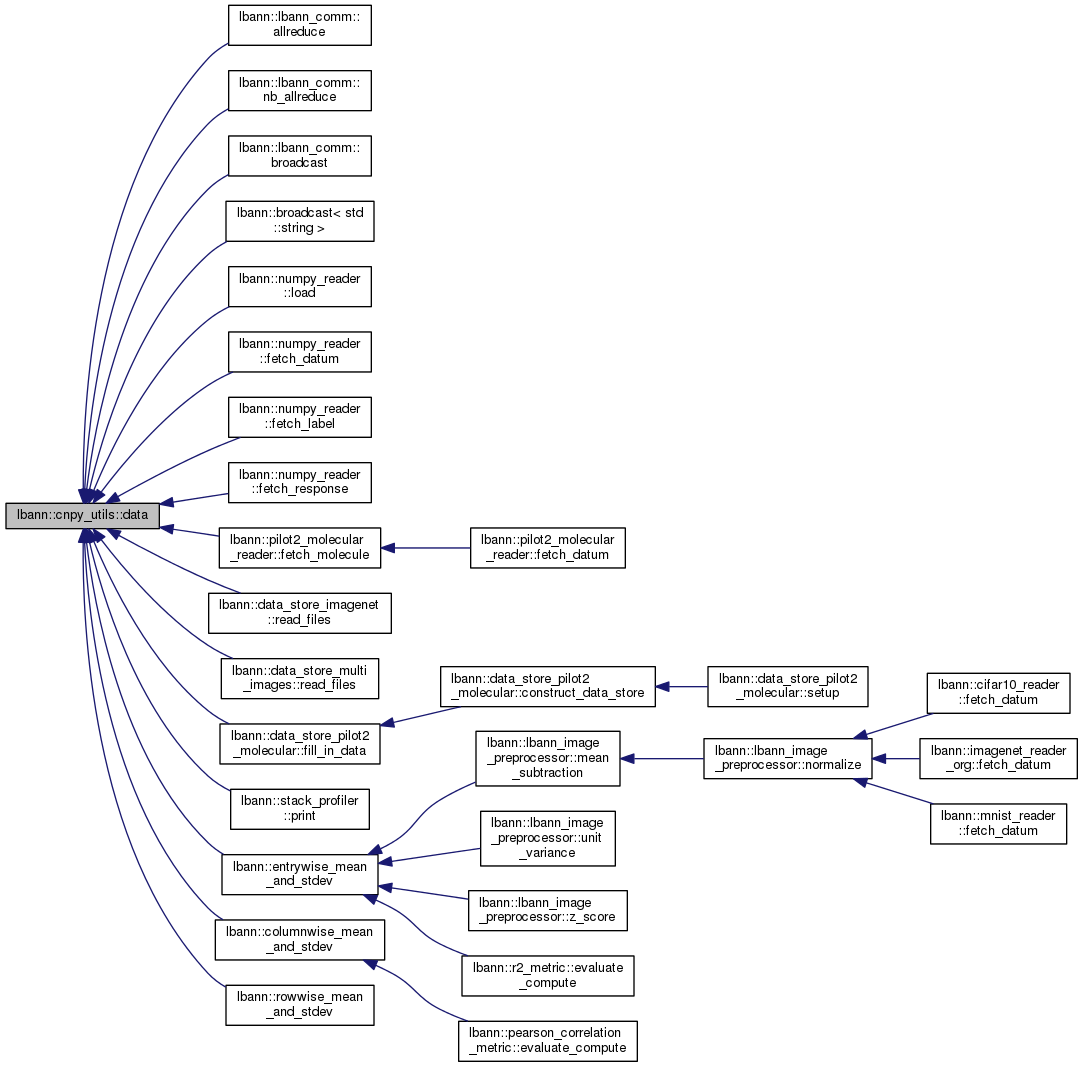 lbann::lbann_comm::
allreduce
lbann::lbann_comm::
nb_allreduce
lbann::lbann_comm::
broadcast
lbann::broadcast< std
::string >
lbann::numpy_reader
::load
lbann::numpy_reader
::fetch_datum
lbann::numpy_reader
::fetch_label
lbann::numpy_reader
::fetch_response
lbann::cnpy_utils::data
lbann::pilot2_molecular
_reader::fetch_molecule
lbann::pilot2_molecular
_reader::fetch_datum
lbann::data_store_imagenet
::read_files
lbann::data_store_multi
_images::read_files
lbann::data_store_pilot2
_molecular::fill_in_data
lbann::data_store_pilot2
_molecular::construct_data_store
lbann::data_store_pilot2
_molecular::setup
lbann::stack_profiler
::print
lbann::entrywise_mean
_and_stdev
lbann::lbann_image
_preprocessor::mean
_subtraction
lbann::lbann_image
_preprocessor::normalize
lbann::cifar10_reader
::fetch_datum
lbann::imagenet_reader
_org::fetch_datum
lbann::mnist_reader
::fetch_datum
lbann::lbann_image
_preprocessor::unit
_variance
lbann::lbann_image
_preprocessor::z_score
lbann::r2_metric::evaluate
_compute
lbann::columnwise_mean
_and_stdev
lbann::pearson_correlation
_metric::evaluate_compute
lbann::rowwise_mean
_and_stdev